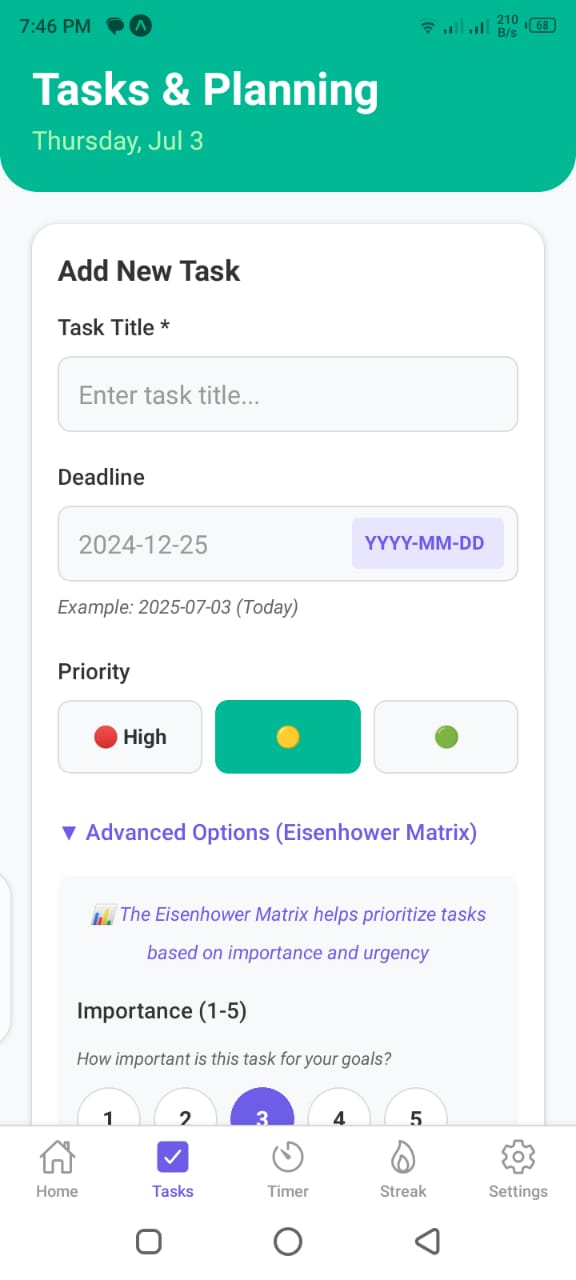 7:46 PM
210 B/s
68
Tasks & Planning
Thursday, Jul 3
Add New Task
Task Title *
Enter task title...
Deadline
2024-12-25
YYYY-MM-DD
Example: 2025-07-03 (Today)
Priority
🔴 High
🟡
🟢
▼ Advanced Options (Eisenhower Matrix)
📊 The Eisenhower Matrix helps prioritize tasks
based on importance and urgency
Importance (1-5)
How important is this task for your goals?
1 2 3 4 5
Home Tasks Timer Streak Settings